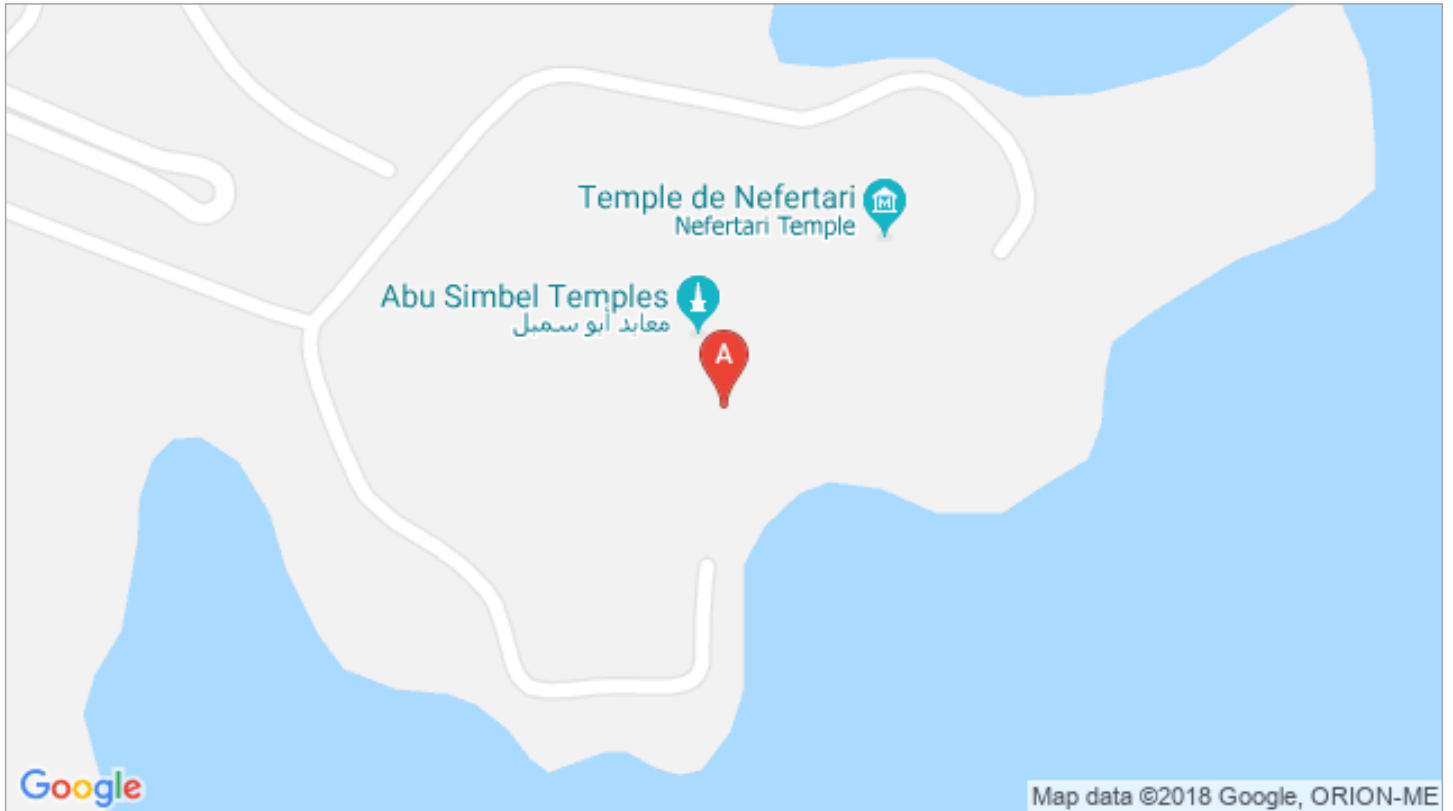 Temple de Nefertari
Nefertari Temple
Abu Simbel Temples
معابد أبو سمبل
A
Google
Map data ©2018 Google, ORION-ME